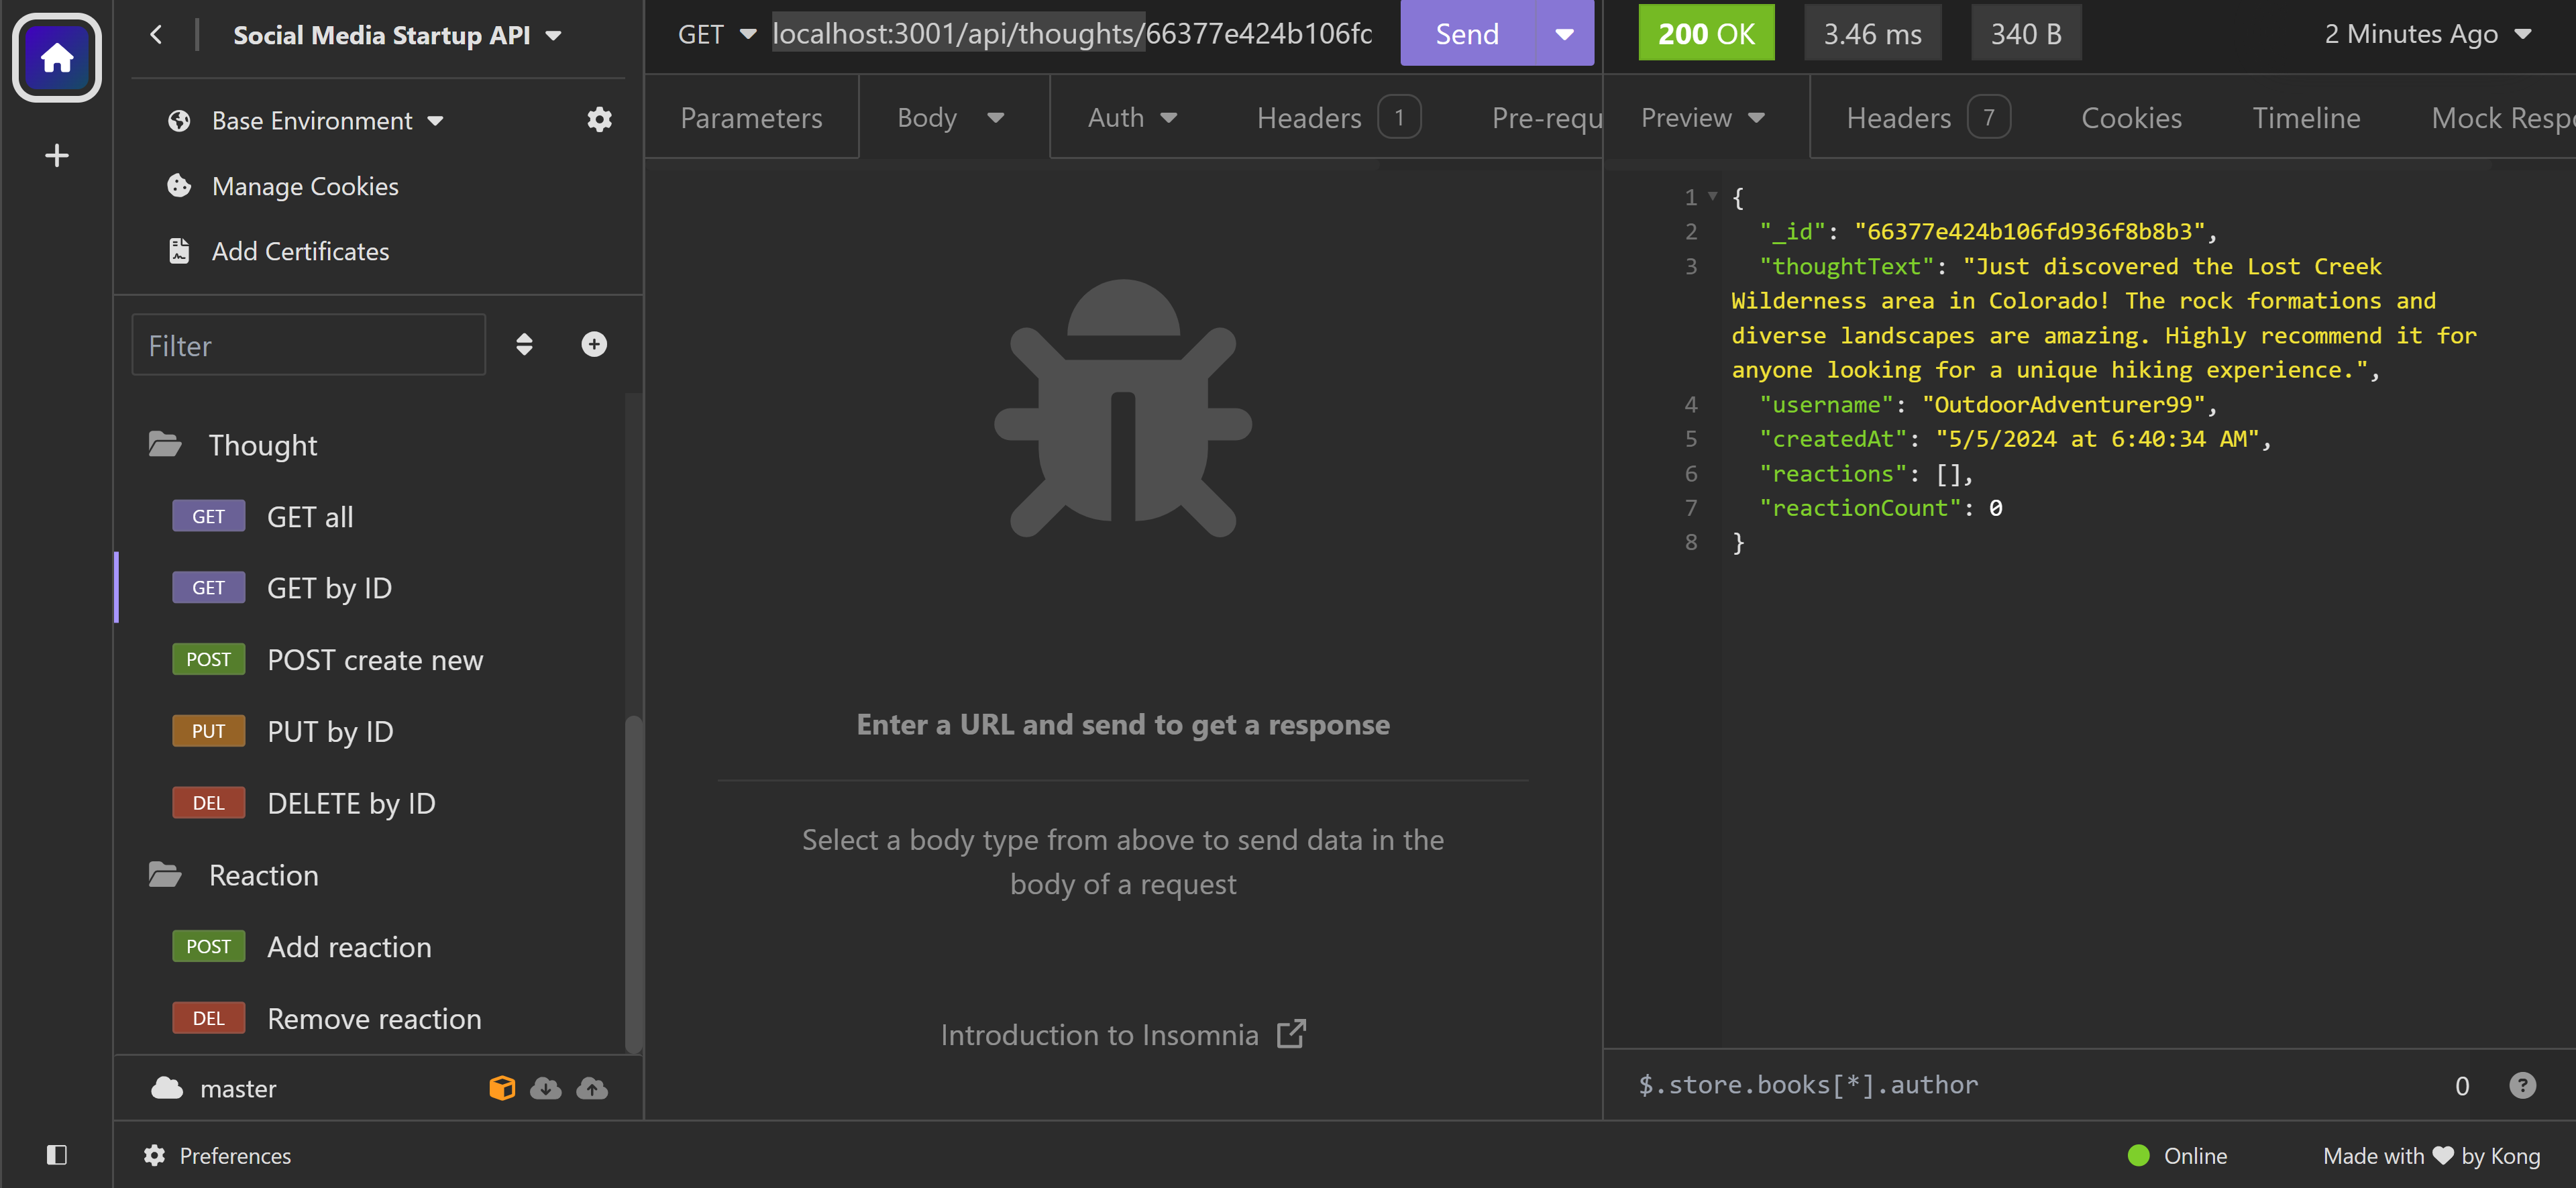 Social Media Startup API
Base Environment
Manage Cookies
Add Certificates
Filter
Thought
GET GET all
GET GET by ID
POST POST create new
PUT PUT by ID
DEL DELETE by ID
Reaction
POST Add reaction
DEL Remove reaction
master
Preferences
GET localhost:3001/api/thoughts/66377e424b106fc
Send
Parameters Body Auth Headers 1 Pre-requ
Enter a URL and send to get a response
Select a body type from above to send data in the
body of a request
Introduction to Insomnia
200 OK 3.46 ms 340 B 2 Minutes Ago
Preview Headers 7 Cookies Timeline Mock Resp
1 {
2 "_id": "66377e424b106fd936f8b8b3",
3 "thoughtText": "Just discovered the Lost Creek
Wilderness area in Colorado! The rock formations and
diverse landscapes are amazing. Highly recommend it for
anyone looking for a unique hiking experience.",
4 "username": "OutdoorAdventurer99",
5 "createdAt": "5/5/2024 at 6:40:34 AM",
6 "reactions": [],
7 "reactionCount": 0
8 }
$.store.books[*].author 0 ?
Online Made with ♥ by Kong